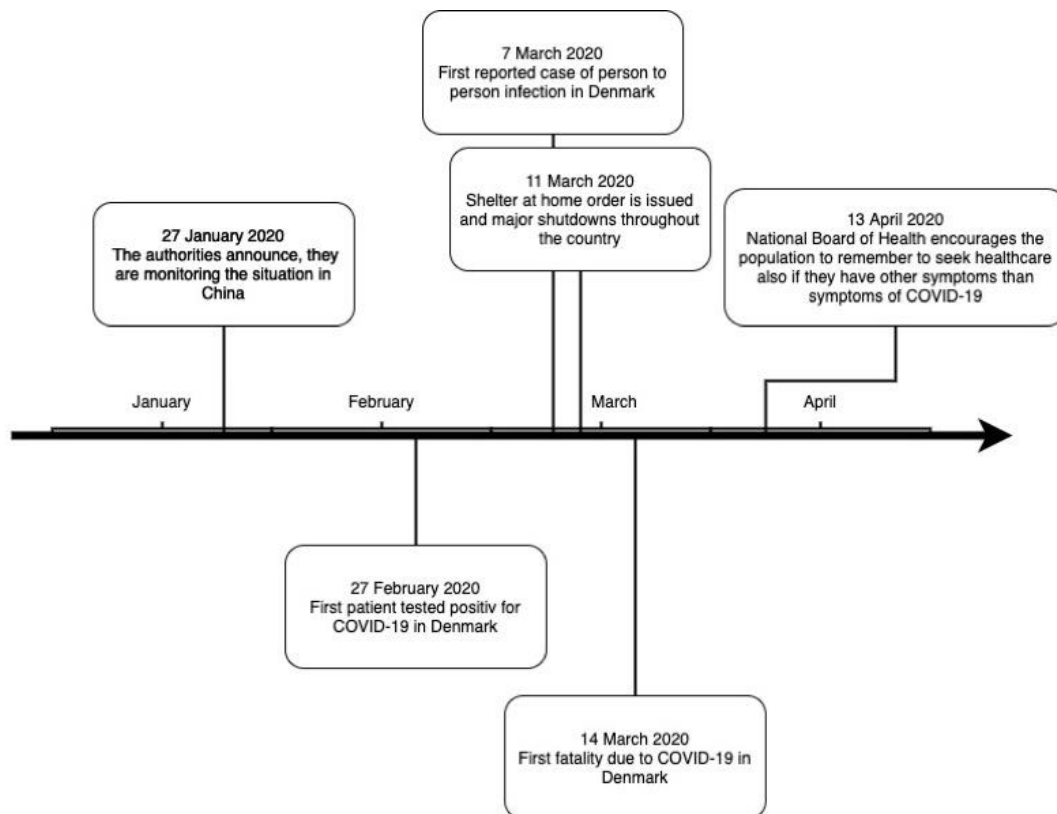 7 March 2020
First reported case of person to
person infection in Denmark
11 March 2020
Shelter at home order is issued
and major shutdowns throughout
the country
27 January 2020
The authorities announce, they
are monitoring the situation in
China
13 April 2020
National Board of Health encourages the
population to remember to seek healthcare
also if they have other symptoms than
symptoms of COVID-19
January
February
March
April
27 February 2020
First patient tested positiv for
COVID-19 in Denmark
14 March 2020
First fatality due to COVID-19 in
Denmark